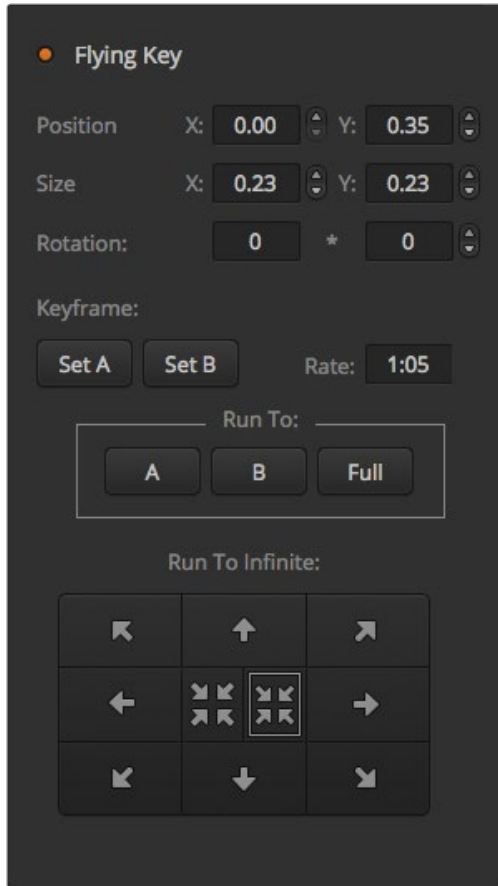 Flying Key
Position X: 0.00 Y: 0.35
Size X: 0.23 Y: 0.23
Rotation: 0 * 0
Keyframe:
Set A Set B Rate: 1:05
Run To:
A B Full
Run To Infinite: